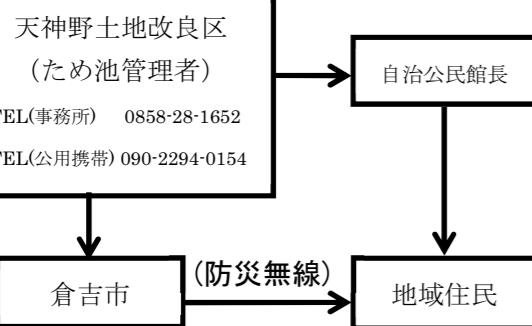 天神野土地改良区
（ため池管理者）
TEL(事務所) 0858-28-1652
TEL(公用携帯) 090-2294-0154
自治公民館長
倉吉市
(防災無線)
地域住民